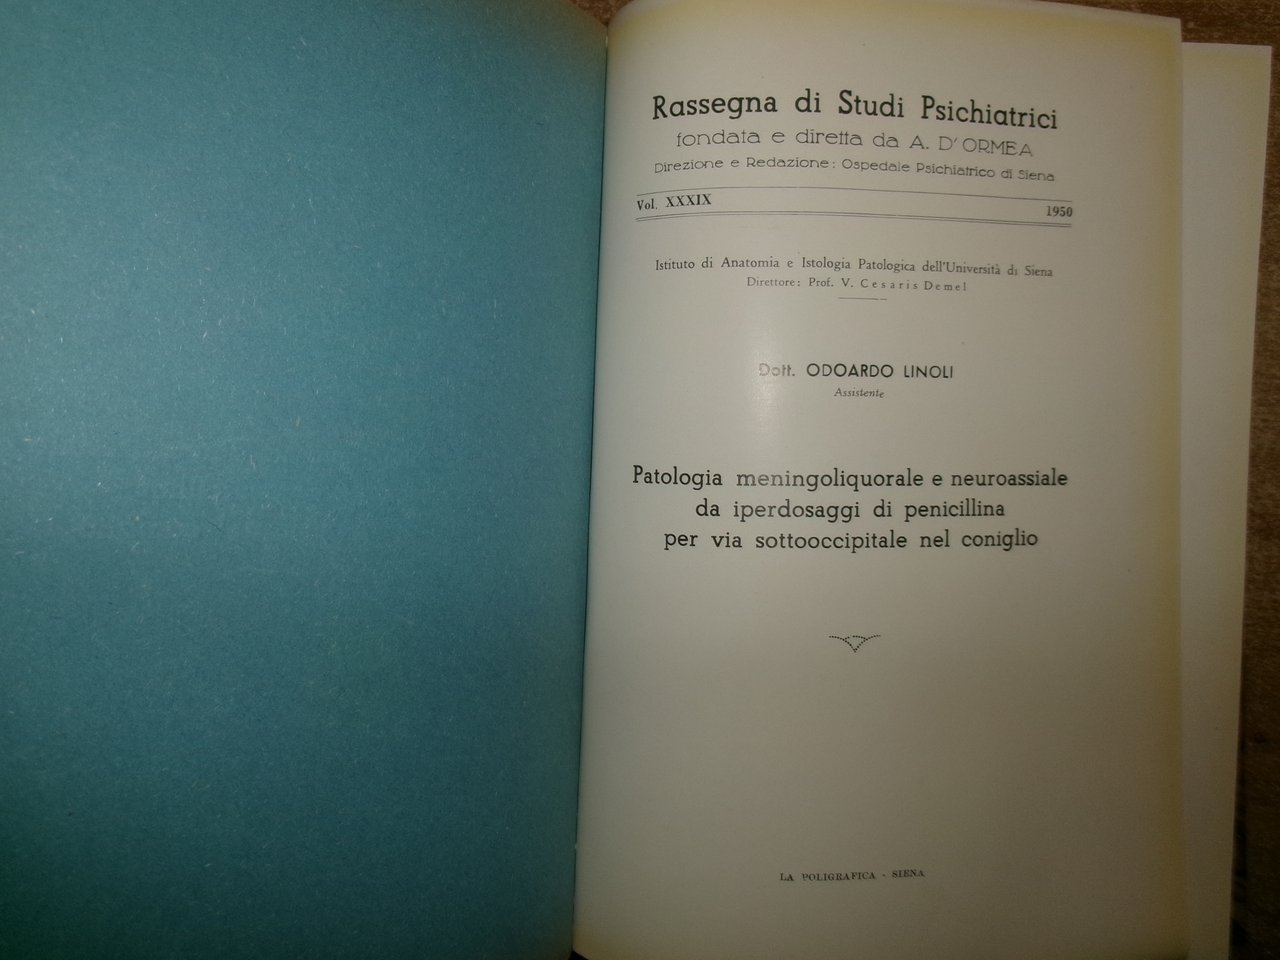 Rassegna di Studi Psichiatrici
fondata e diretta da A. D'ORMEA
Direzione e Redazione: Ospedale Psichiatrico di Siena
Vol. XXXIX 1950
Istituto di Anatomia e Istologia Patologica dell'Università di Siena
Direttore: Prof. V. Cesaris Demel
Dott. ODOARDO LINOLI
Assistente
Patologia meningoliquorale e neuroassiale
da iperdosaggi di penicillina
per via sottooccipitale nel coniglio
LA POLIGRAFICA - SIENA